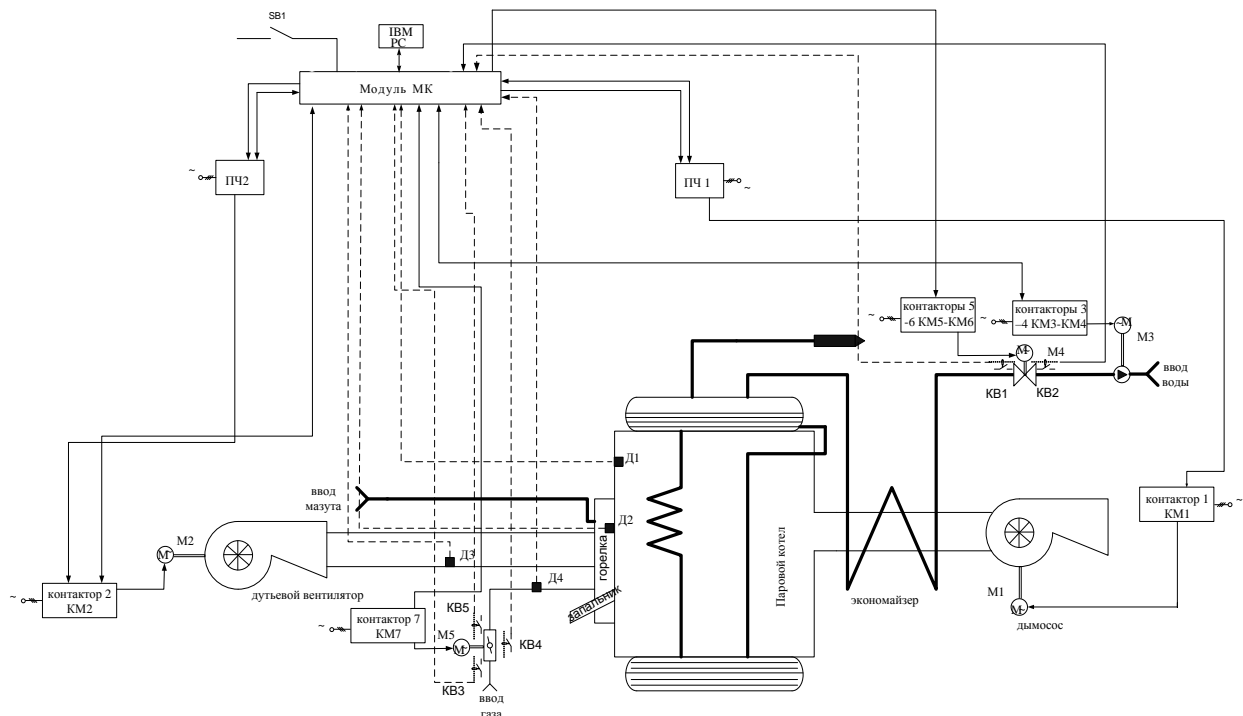 SB1
IBM
PC
Модуль МК
~
ПЧ2
ПЧ 1
~
контакторы 5
-6 КМ5-КМ6
~
контакторы 3
–4 КМ3-КМ4
~
~М
М3
М~
М4
ввод
воды
КВ1
КВ2
Д1
ввод
мазута
Д2
контактор 1
КМ1
~
М2
М~
Д3
Д4
горелка
запальник
Паровой котел
экономайзер
дутьевой вентилятор
контактор 2
КМ2
~
контактор 7
КМ7
~
КВ5
М5
М~
КВ4
КВ3
ввод
газа
М1
М~
дымосос